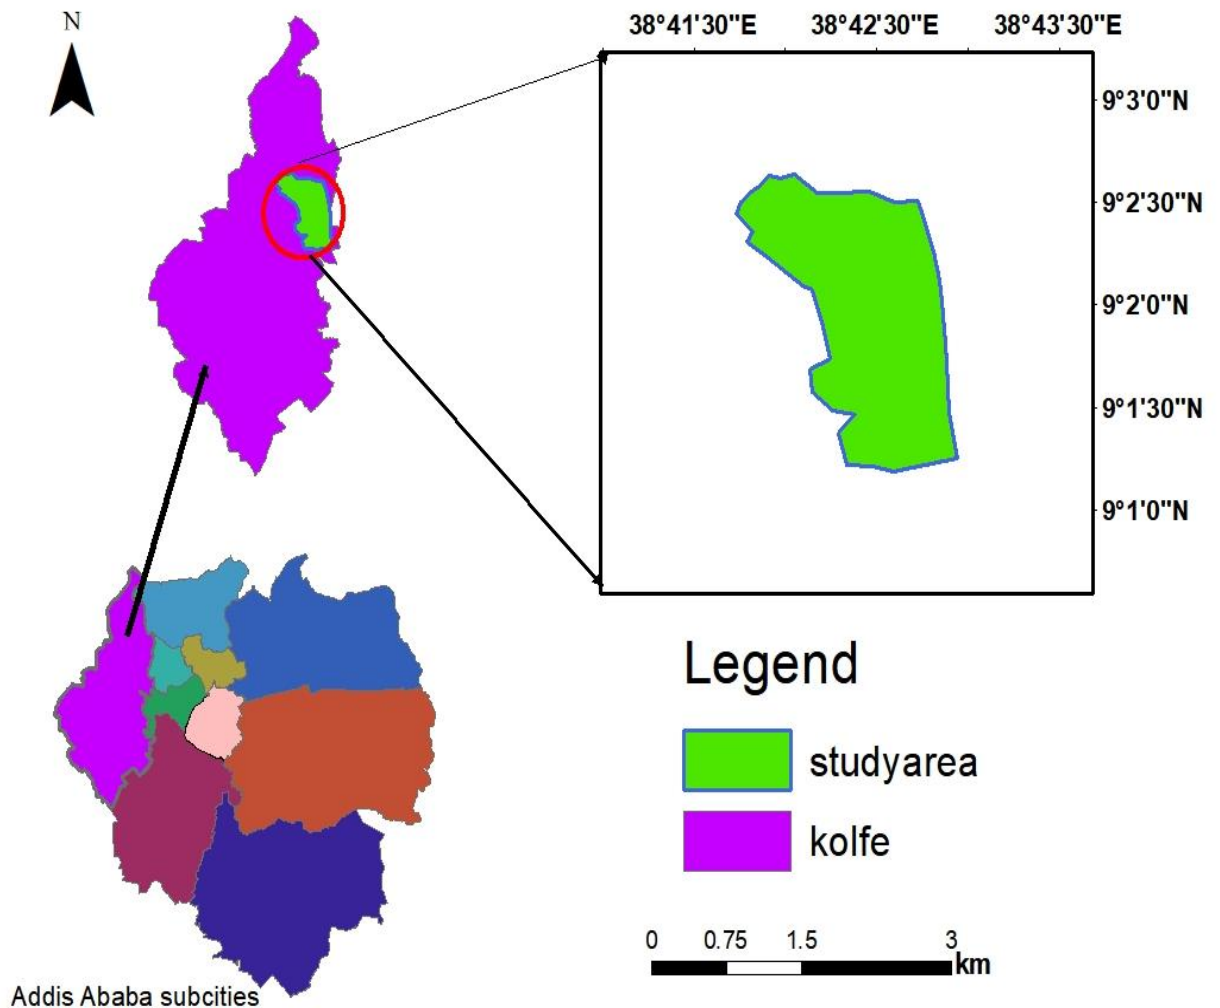 N
38°41'30"E 38°42'30"E 38°43'30"E
9°3'0"N
9°2'30"N
9°2'0"N
9°1'30"N
9°1'0"N
Legend
studyarea
kolfe
0 0.75 1.5 3
km
Addis Ababa subcities